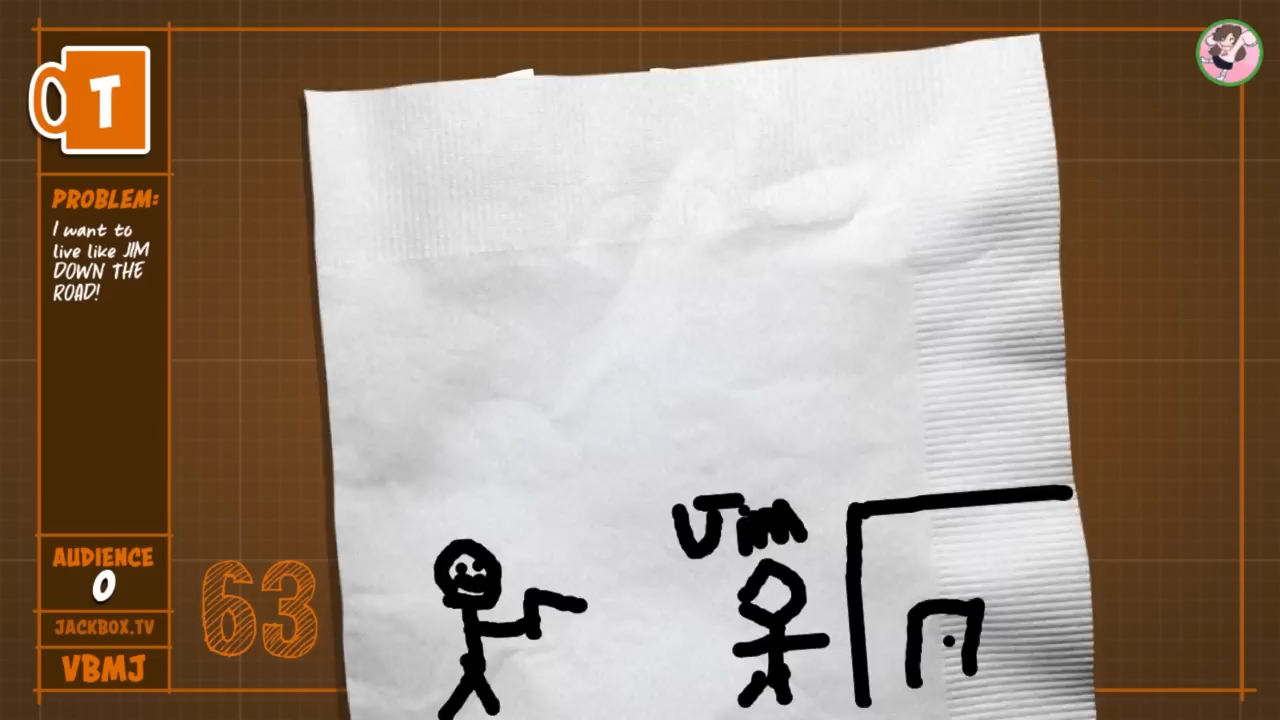 T
PROBLEM:
I want to
live like JIM
DOWN THE
ROAD!
AUDIENCE
0
JACKBOX.TV
VBMJ
63
Jim